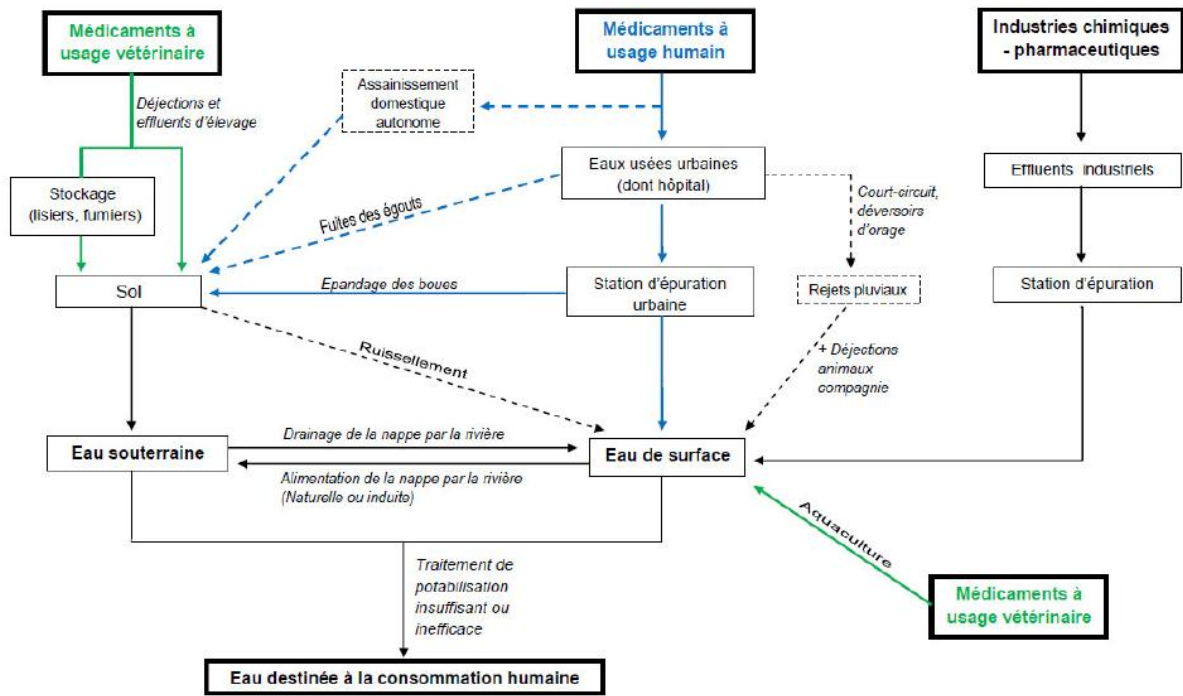 Médicaments à
usage vétérinaire
Médicaments à
usage humain
Industries chimiques
- pharmaceutiques
Déjections et
effluents d'élevage
Assainissement
domestique
autonome
Stockage
(lisiers, fumiers)
Fuites des égouts
Eaux usées urbaines
(dont hôpital)
Court-circuit,
déversoirs
d'orage
Effluents industriels
Sol
Epandage des boues
Station d'épuration
urbaine
Rejets pluviaux
Station d'épuration
Ruissellement
+ Déjections
animaux
compagnie
Eau souterraine
Drainage de la nappe par la rivière
Alimentation de la nappe par la rivière
(Naturelle ou induite)
Eau de surface
Aquaculture
Médicaments à
usage vétérinaire
Traitement de
potabilisation
insuffisant ou
inefficace
Eau destinée à la consommation humaine